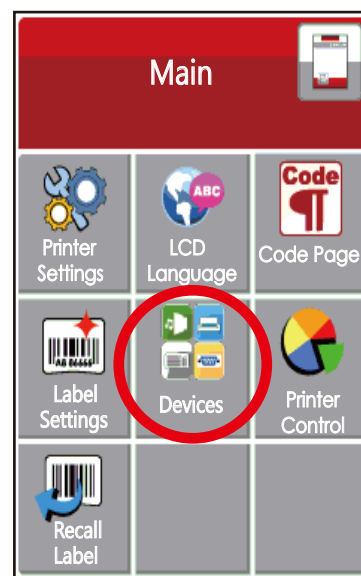 Main
Printer
Settings
ABC
LCD
Language
Code
Code Page
Label
Settings
Devices
Printer
Control
Recall
Label